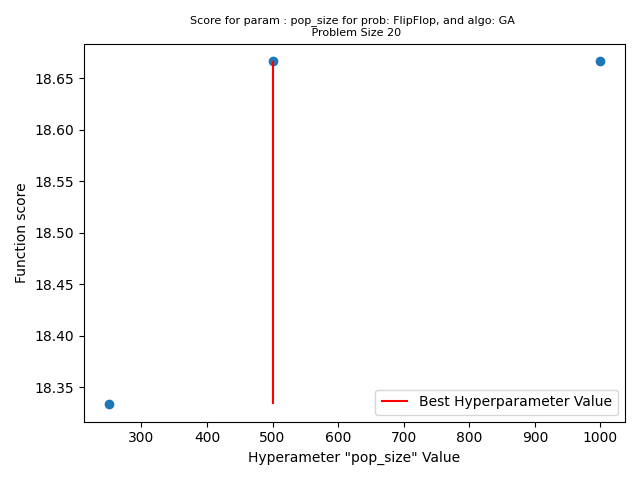 Score for param : pop_size for prob: FlipFlop, and algo: GA
Problem Size 20
18.65
18.60
18.55
18.50
18.45
18.40
18.35
Function score
Best Hyperparameter Value
300 400 500 600 700 800 900 1000
Hyperameter "pop_size" Value